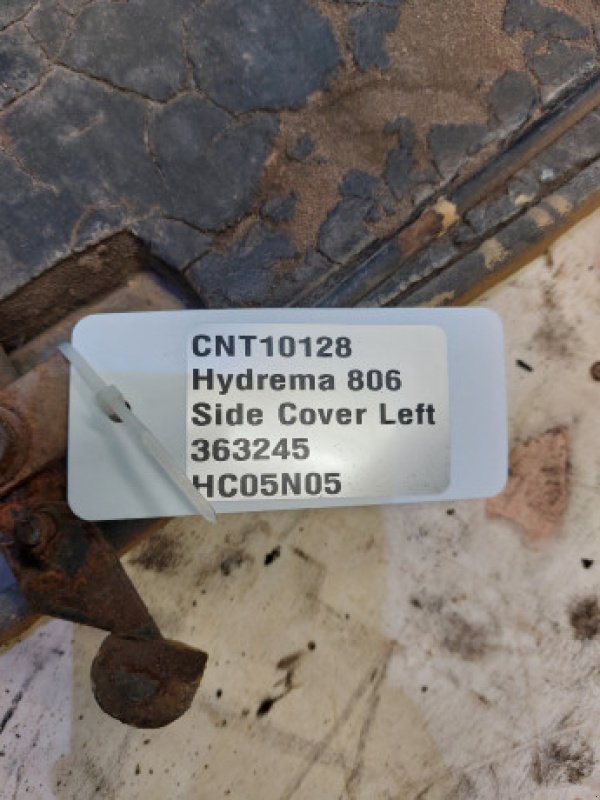 CNT10128
Hydrema 806
Side Cover Left
363245
HC05N05